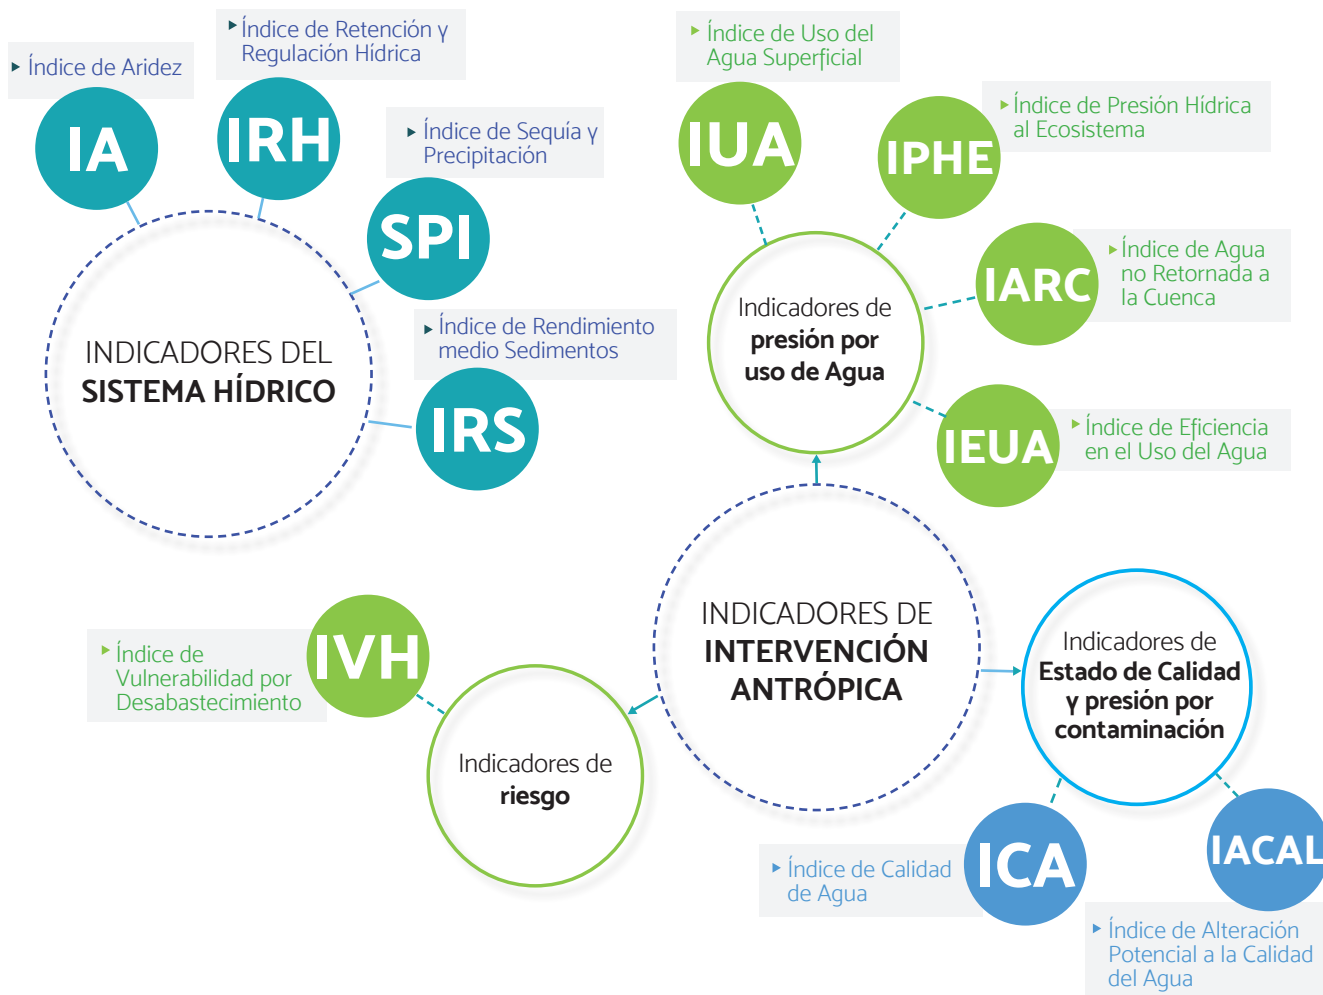 Índice de Aridez
IA
Índice de Retención y
Regulación Hídrica
IRH
Índice de Sequía y
Precipitación
SPI
Índice de Rendimiento
medio Sedimentos
IRS
INDICADORES DEL
SISTEMA HÍDRICO
Índice de Uso del
Agua Superficial
IUA
Índice de Presión Hídrica
al Ecosistema
IPHE
Índice de Agua
no Retornada a
la Cuenca
IARC
Índice de Eficiencia
en el Uso del Agua
IEUA
Indicadores de
presión por
uso de Agua
INDICADORES DE
INTERVENCIÓN
ANTRÓPICA
Índice de
Vulnerabilidad por
Desabastecimiento
IVH
Indicadores de
riesgo
Indicadores de
Estado de Calidad
y presión por
contaminación
Índice de Calidad
de Agua
ICA
IACAL
Índice de Alteración
Potencial a la Calidad
del Agua